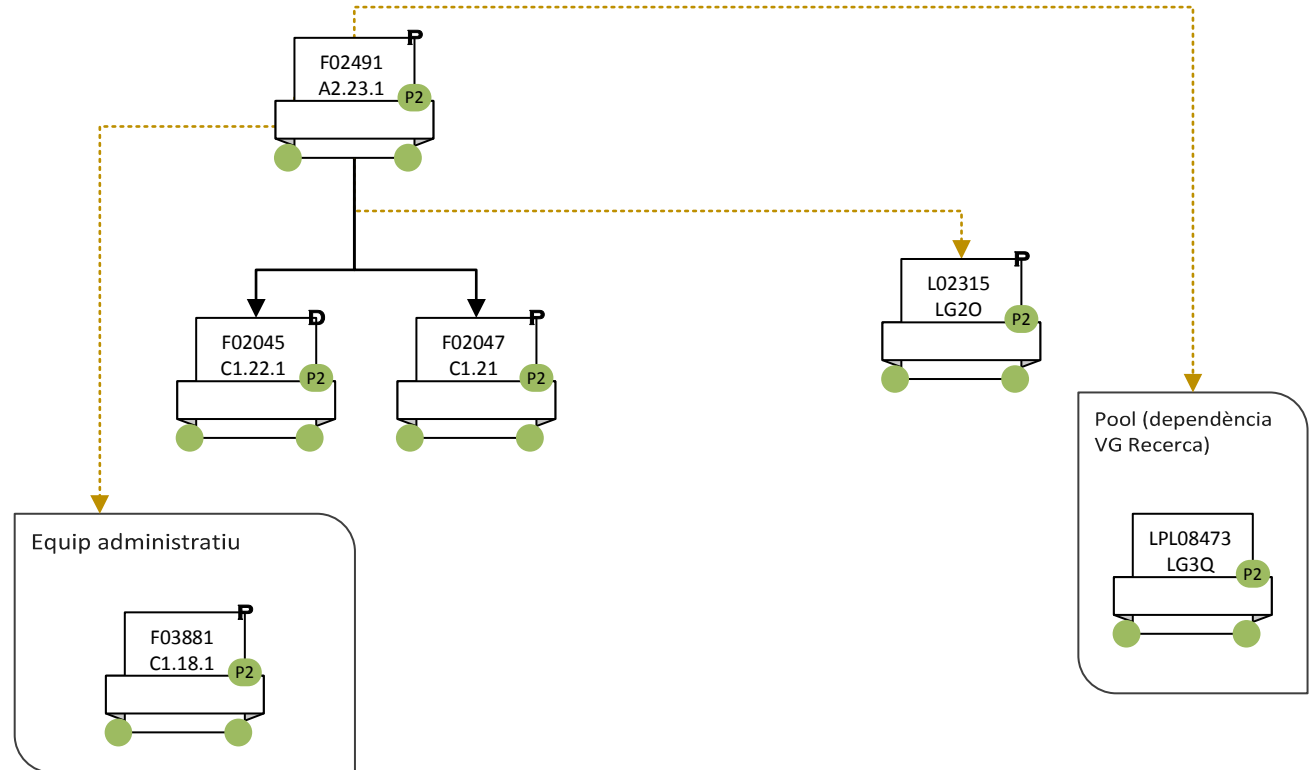 P
F02491
A2.23.1
P2
P
L02315
LG2O
P2
D
F02045
C1.22.1
P2
P
F02047
C1.21
P2
Pool (dependència
VG Recerca)
LPL08473
LG3Q
P2
Equip administratiu
P
F03881
C1.18.1
P2